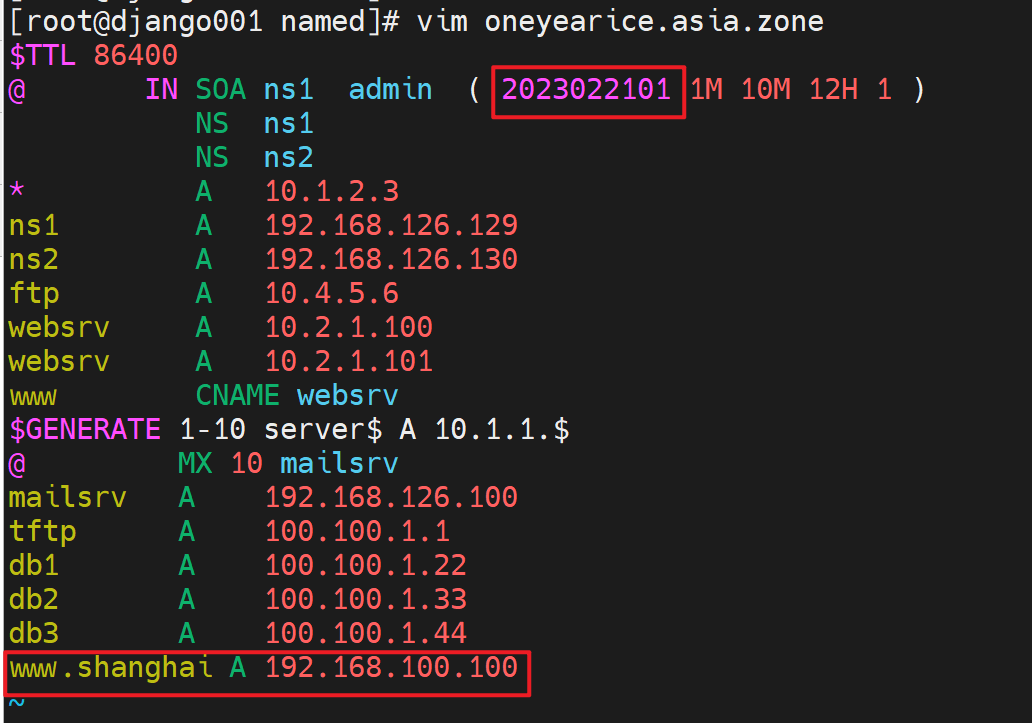 [root@django001 named]# vim oneyearice.asia.zone
$TTL 86400
@ IN SOA ns1 admin ( 2023022101 1M 10M 12H 1 )
NS ns1
NS ns2
* A 10.1.2.3
ns1 A 192.168.126.129
ns2 A 192.168.126.130
ftp A 10.4.5.6
websrv A 10.2.1.100
websrv A 10.2.1.101
www CNAME websrv
$GENERATE 1-10 server$ A 10.1.1.$
@ MX 10 mailsrv
mailsrv A 192.168.126.100
tftp A 100.100.1.1
db1 A 100.100.1.22
db2 A 100.100.1.33
db3 A 100.100.1.44
www.shanghai A 192.168.100.100
~